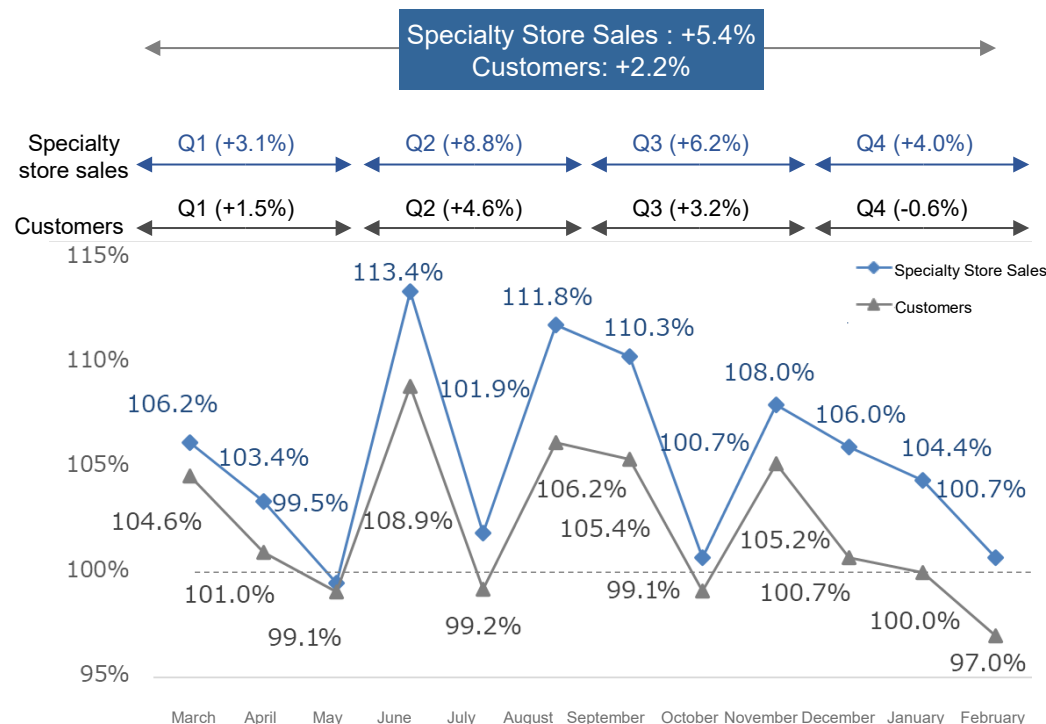 Specialty Store Sales : +5.4%
Customers: +2.2%
Specialty
store sales
Q1 (+3.1%)
Q2 (+8.8%)
Q3 (+6.2%)
Q4 (+4.0%)
Customers
Q1 (+1.5%)
Q2 (+4.6%)
Q3 (+3.2%)
Q4 (-0.6%)
115%
110%
105%
100%
95%
Specialty Store Sales
Customers
106.2%
103.4%
99.5%
113.4%
101.9%
111.8%
110.3%
100.7%
108.0%
106.0%
104.4%
100.7%
104.6%
101.0%
99.1%
108.9%
99.2%
106.2%
105.4%
99.1%
105.2%
100.7%
100.0%
97.0%
March April May June July August September October November December January February